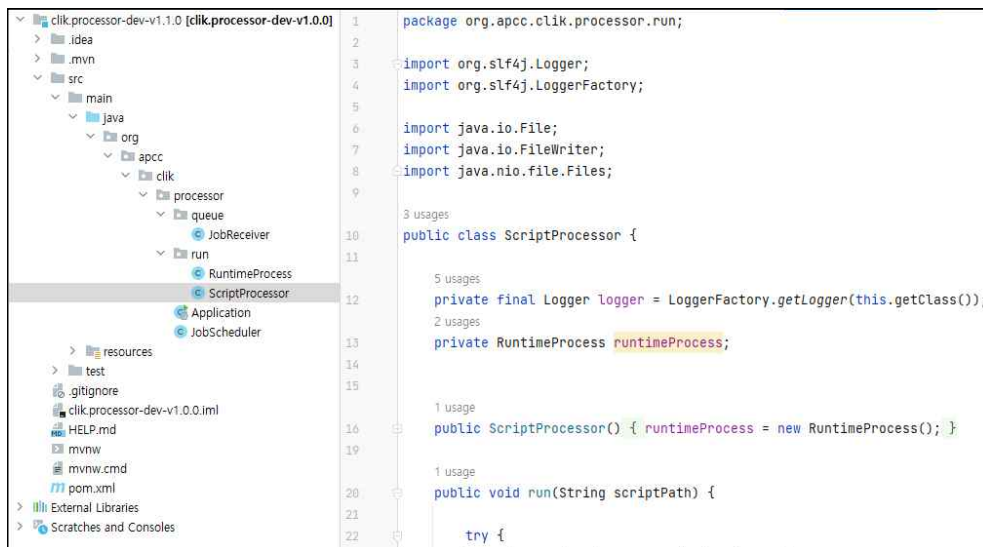 clik.processor-dev-v1.1.0 [clik.processor-dev-v1.0.0]
.idea
.mvn
src
main
java
org
apcc
clik
processor
queue
JobReceiver
run
RuntimeProcess
ScriptProcessor
Application
JobScheduler
resources
test
.gitignore
clik.processor-dev-v1.0.0.iml
HELP.md
mvnw
mvnw.cmd
pom.xml
External Libraries
Scratches and Consoles
1 package org.apcc.clik.processor.run;
2
3 import org.slf4j.Logger;
4 import org.slf4j.LoggerFactory;
5
6 import java.io.File;
7 import java.io.FileWriter;
8 import java.nio.file.Files;
9
3 usages
10 public class ScriptProcessor {
11
5 usages
12 private final Logger logger = LoggerFactory.getLogger(this.getClass());
2 usages
13 private RuntimeProcess runtimeProcess;
14
15
1 usage
16 public ScriptProcessor() { runtimeProcess = new RuntimeProcess(); }
19
1 usage
20 public void run(String scriptPath) {
21
22 try {